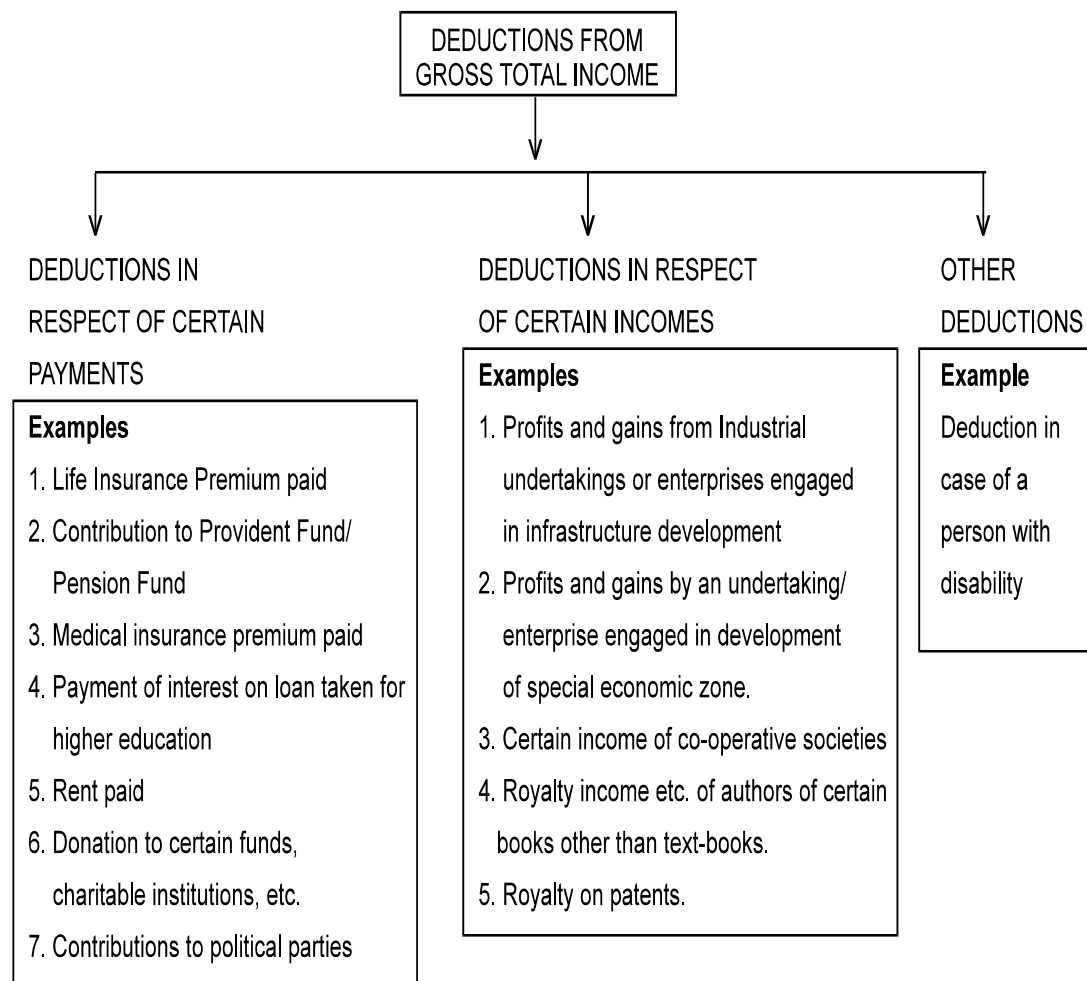 DEDUCTIONS FROM
GROSS TOTAL INCOME
DEDUCTIONS IN
RESPECT OF CERTAIN
PAYMENTS
Examples
1. Life Insurance Premium paid
2. Contribution to Provident Fund/
Pension Fund
3. Medical insurance premium paid
4. Payment of interest on loan taken for
higher education
5. Rent paid
6. Donation to certain funds,
charitable institutions, etc.
7. Contributions to political parties
DEDUCTIONS IN RESPECT
OF CERTAIN INCOMES
Examples
1. Profits and gains from Industrial
undertakings or enterprises engaged
in infrastructure development
2. Profits and gains by an undertaking/
enterprise engaged in development
of special economic zone.
3. Certain income of co-operative societies
4. Royalty income etc. of authors of certain
books other than text-books.
5. Royalty on patents.
OTHER
DEDUCTIONS
Example
Deduction in
case of a
person with
disability